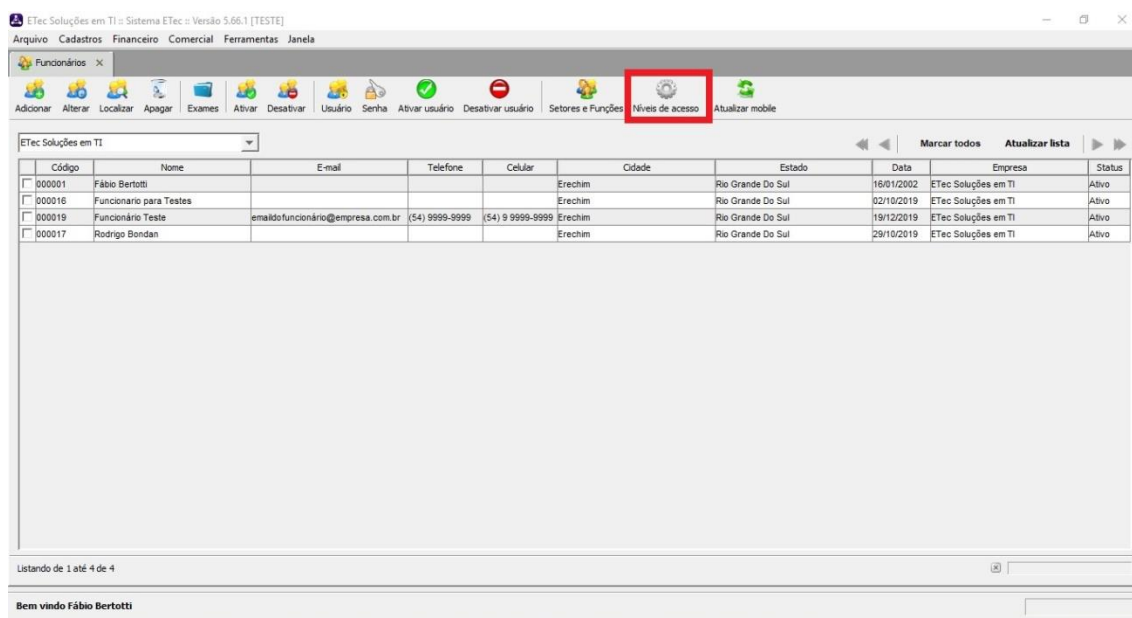 ETec Soluções em TI :: Sistema ETec :: Versão 5.66.1 [TESTE]
Arquivo Cadastros Financeiro Comercial Ferramentas Janela
Funcionários X
Adicionar Alterar Localizar Apagar Exames Ativar Desativar Usuário Senha Ativar usuário Desativar usuário Setores e Funções Níveis de acesso Atualizar mobile
ETec Soluções em TI Marcar todos Atualizar lista
Código Nome E-mail Telefone Celular Cidade Estado Data Empresa Status
000001 Fábio Bertotti Erechim Rio Grande Do Sul 16/01/2002 ETec Soluções em TI Ativo
000016 Funcionario para Testes Erechim Rio Grande Do Sul 02/10/2019 ETec Soluções em TI Ativo
000019 Funcionário Teste emaildofuncionário@empresa.com.br (54) 9999-9999 (54) 9 9999-9999 Erechim Rio Grande Do Sul 19/12/2019 ETec Soluções em TI Ativo
000017 Rodrigo Bondan Erechim Rio Grande Do Sul 29/10/2019 ETec Soluções em TI Ativo
Listando de 1 até 4 de 4
Bem vindo Fábio Bertotti